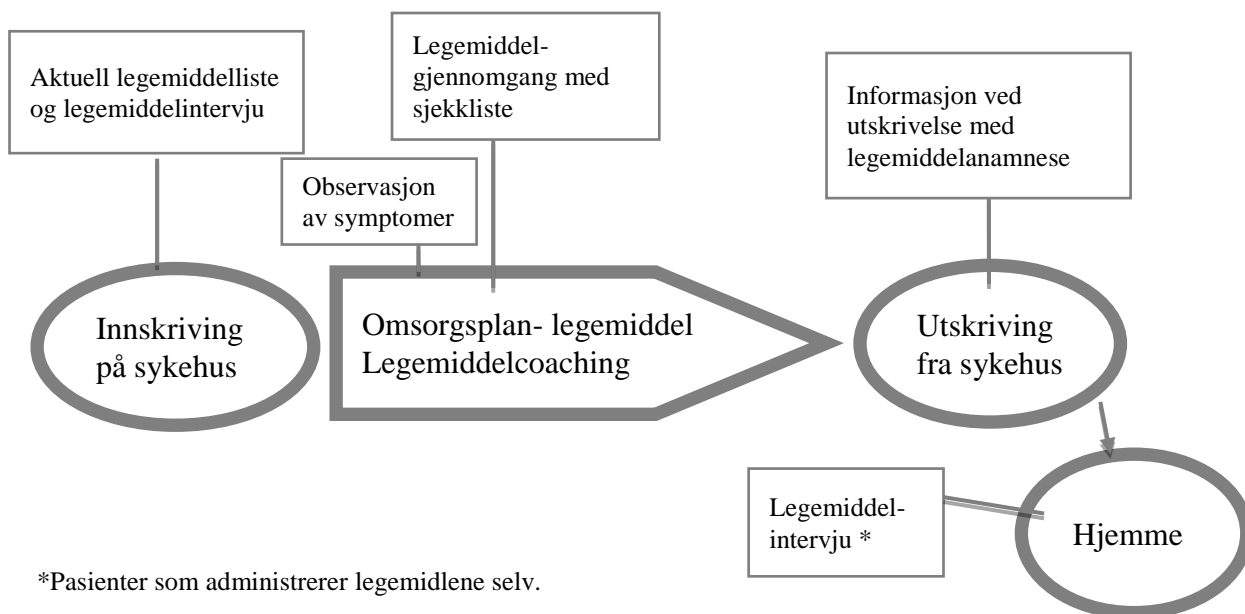 Aktuell legemiddelliste
og legemiddelintervju
Legemiddel-
gjennomgang med
sjekkliste
Informasjon ved
utskrivelse med
legemiddelanamnese
Observasjon
av symptomer
Innskriving
på sykehus
Omsorgsplan- legemiddel
Legemiddelcoaching
Utskriving
fra sykehus
Legemiddel-
intervju *
Hjemme
*Pasienter som administrerer legemidlene selv.